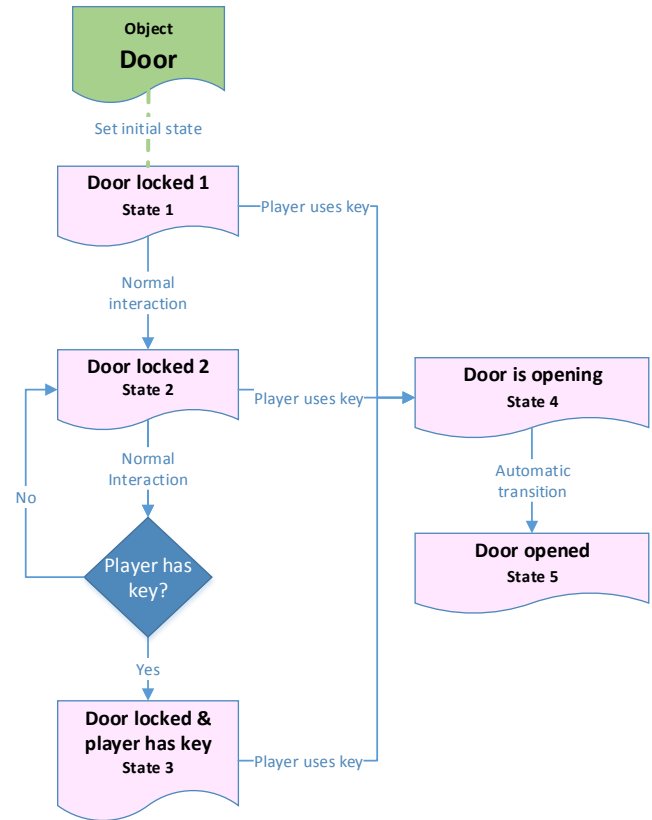 Object
Door
Set initial state
Door locked 1
State 1
Player uses key
Normal
interaction
Door locked 2
State 2
Player uses key
Door is opening
State 4
Normal
Interaction
Automatic
transition
No
Door opened
State 5
Player has
key?
Yes
Door locked &
player has key
State 3
Player uses key